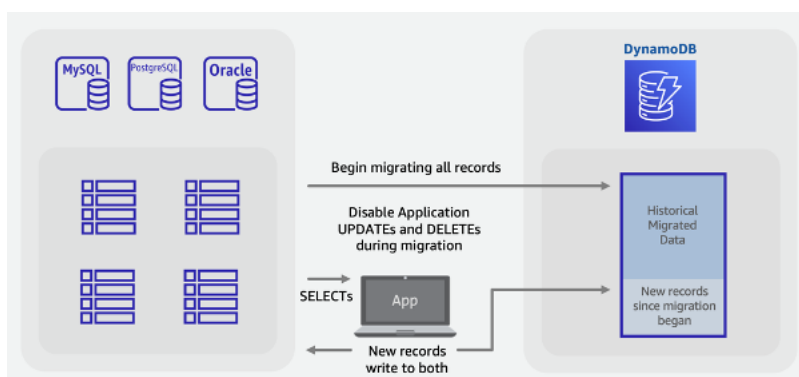 DynamoDB
MySQL
PostgreSQL
Oracle
Begin migrating all records
Disable Application
UPDATEs and DELETEs
during migration
Historical
Migrated
Data
SELECTs
App
New records
since migration
began
New records
write to both